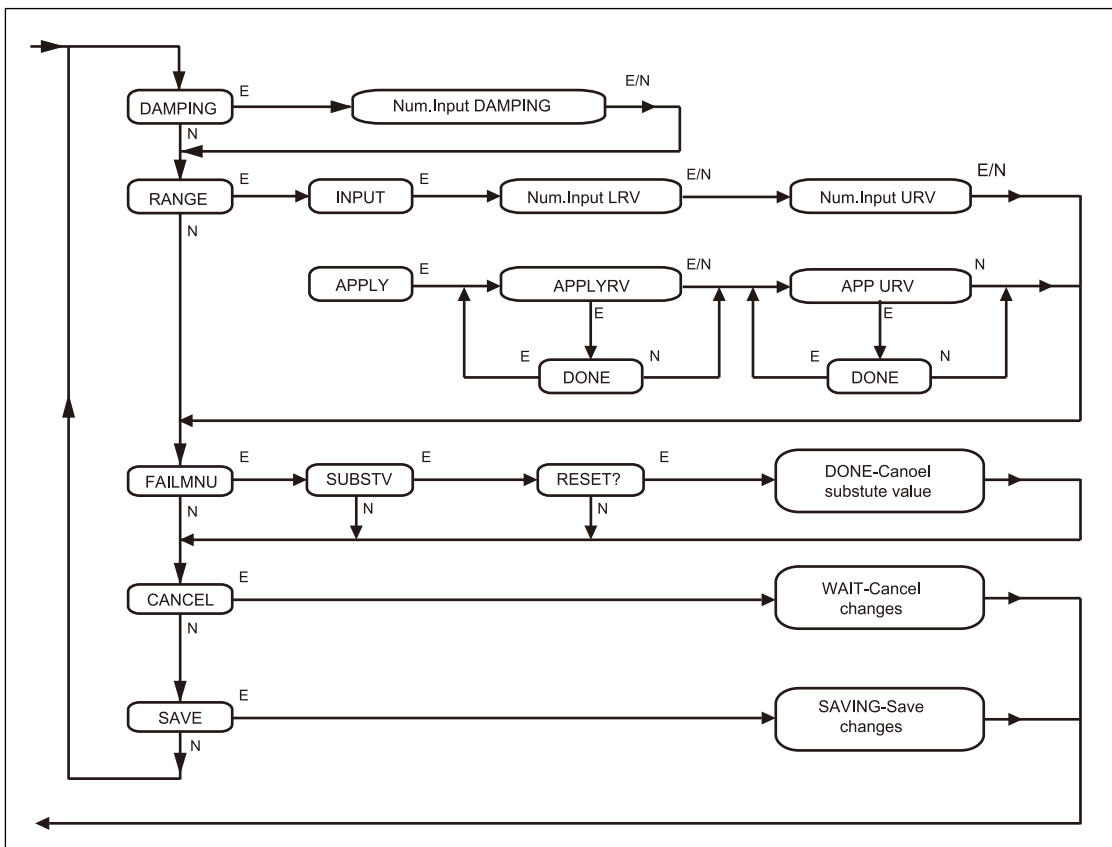 E/N
E
DAMPING
Num.Input DAMPING
N
E
E
E/N
E/N
RANGE
INPUT
Num.Input LRV
Num.Input URV
N
E
E/N
N
APPLY
APPLYRV
APP URV
E
E
E
N
E
N
DONE
DONE
E
E
E
FAILMNU
SUBSTV
RESET?
DONE-Canoel
substute value
N
N
N
E
CANCEL
WAIT-Cancel
changes
N
E
SAVE
SAVING-Save
changes
N